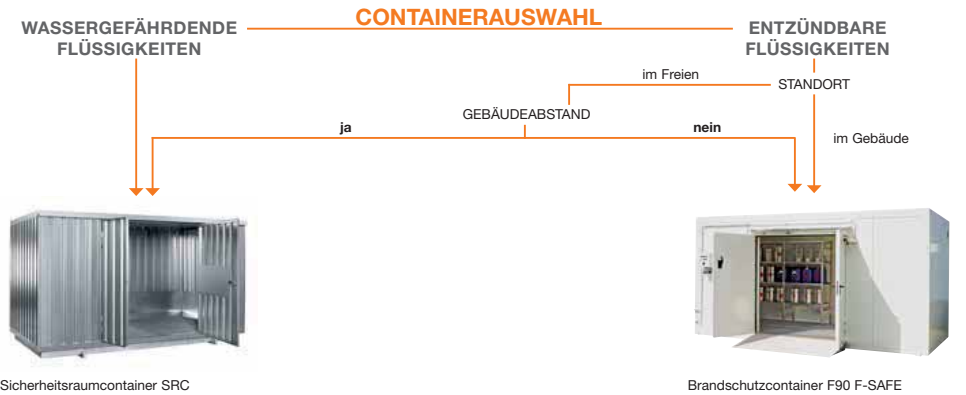 CONTAINERAUSWAHL
WASSERGEFÄHRDENDE
FLÜSSIGKEITEN
ENTZÜNDBARE
FLÜSSIGKEITEN
im Freien
STANDORT
GEBÄUDEABSTAND
ja
nein
im Gebäude
Sicherheitsraumcontainer SRC
Brandschutzcontainer F90 F-SAFE